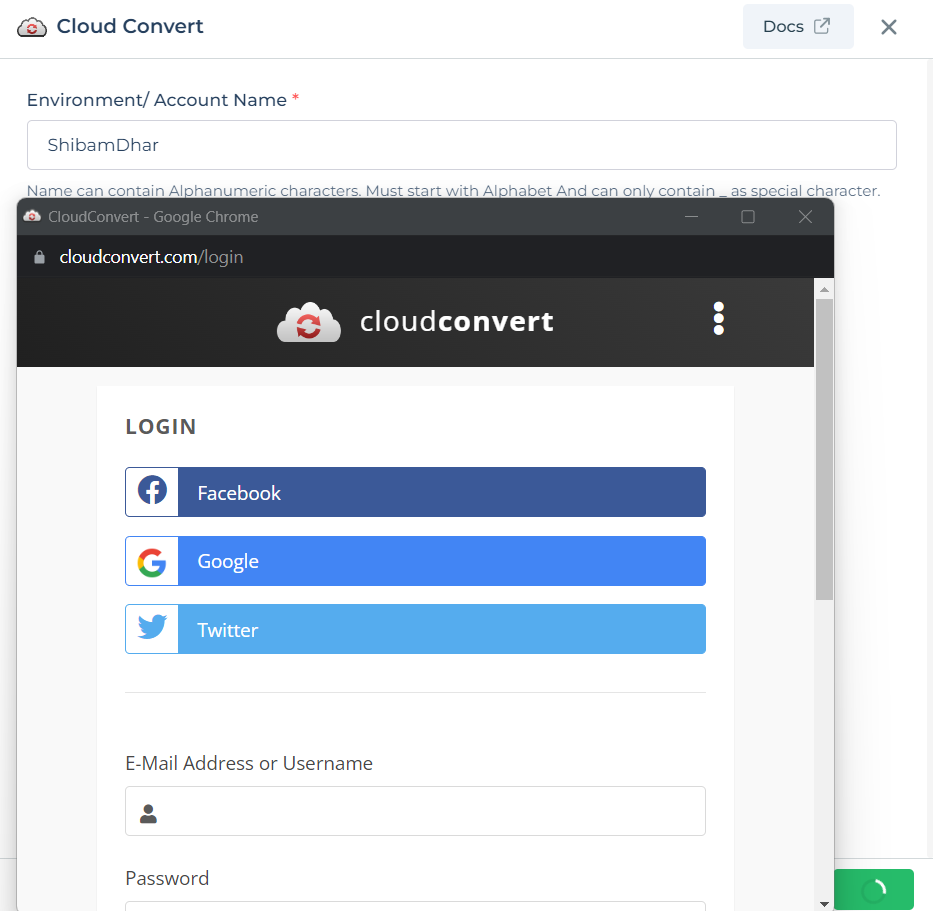 Cloud Convert
Docs
Environment/ Account Name *
ShibamDhar
Name can contain Alphanumeric characters. Must start with Alphabet And can only contain _ as special character.
CloudConvert - Google Chrome
cloudconvert.com/login
cloudconvert
LOGIN
Facebook
Google
Twitter
E-Mail Address or Username
Password